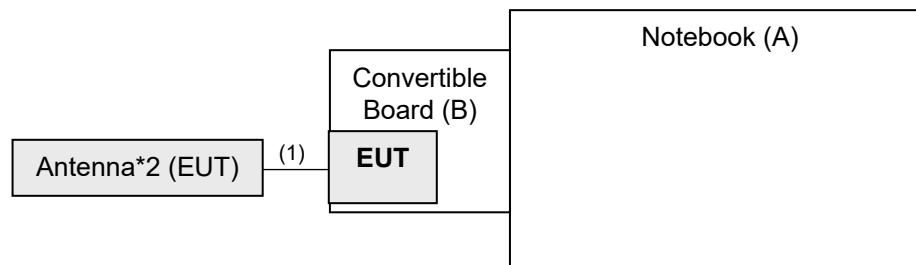 Notebook (A)
Convertible
Board (B)
Antenna*2 (EUT)
(1)
EUT